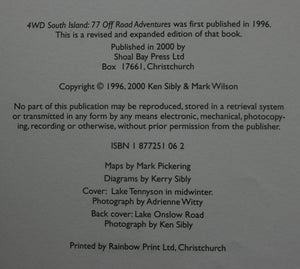 4WD South Island: 77 Off Road Adventures was first published in 1996.
This is a revised and expanded edition of that book.
Published in 2000 by
Shoal Bay Press Ltd
Box 17661, Christchurch
Copyright © 1996, 2000 Ken Sibly & Mark Wilson
No part of this publication may be reproduced, stored in a retrieval system
or transmitted in any form by any means electronic, mechanical, photocopy-
ing, recording or otherwise, without prior permission from the publisher.
ISBN 1 877251 06 2
Maps by Mark Pickering
Diagrams by Kerry Sibly
Cover: Lake Tennyson in midwinter.
Photograph by Adrienne Witty
Back cover: Lake Onslow Road
Photograph by Ken Sibly
Printed by Rainbow Print Ltd, Christchurch